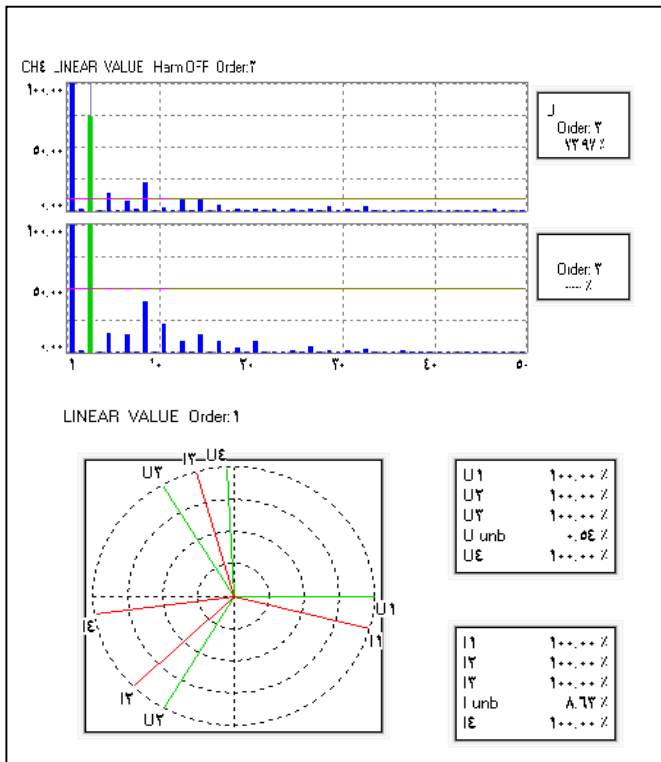 CH٤ LINEAR VALUE Harm OFF Order:٣
١٠٠.٠٠
٥٠.٠٠
٠.٠٠
U
Order: ٣
٧٣.٩٧ ٪
١٠٠.٠٠
٥٠.٠٠
٠.٠٠
Order: ٣
----- ٪
١ ١٠ ٢٠ ٣٠ ٤٠ ٥٠
LINEAR VALUE Order:١
U٣ I٣ U٤
U١
I١
I٤
I٢
U٢
U١ ١٠٠.٠٠ ٪
U٢ ١٠٠.٠٠ ٪
U٣ ١٠٠.٠٠ ٪
U unb ٠.٥٤ ٪
U٤ ١٠٠.٠٠ ٪
I١ ١٠٠.٠٠ ٪
I٢ ١٠٠.٠٠ ٪
I٣ ١٠٠.٠٠ ٪
I unb ٨.٦٣ ٪
I٤ ١٠٠.٠٠ ٪